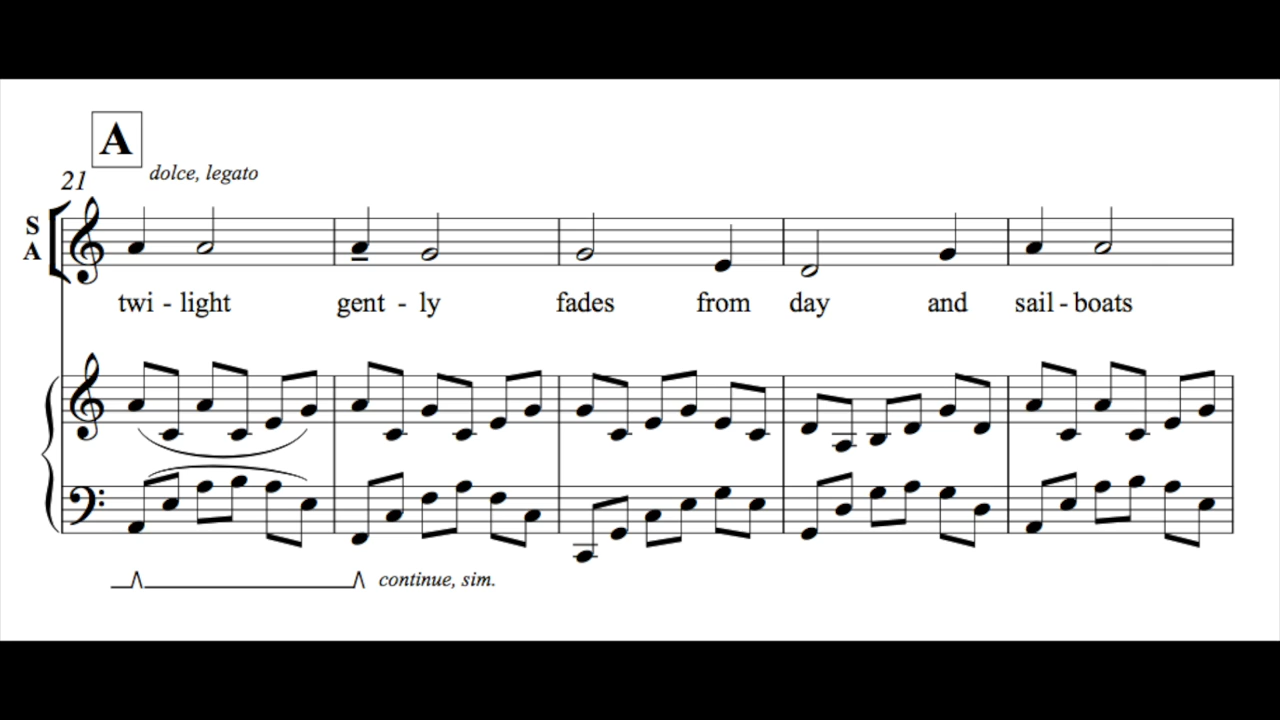 A
21 dolce, legato
S
A
twi - light gent - ly fades from day and sail - boats
continue, sim.